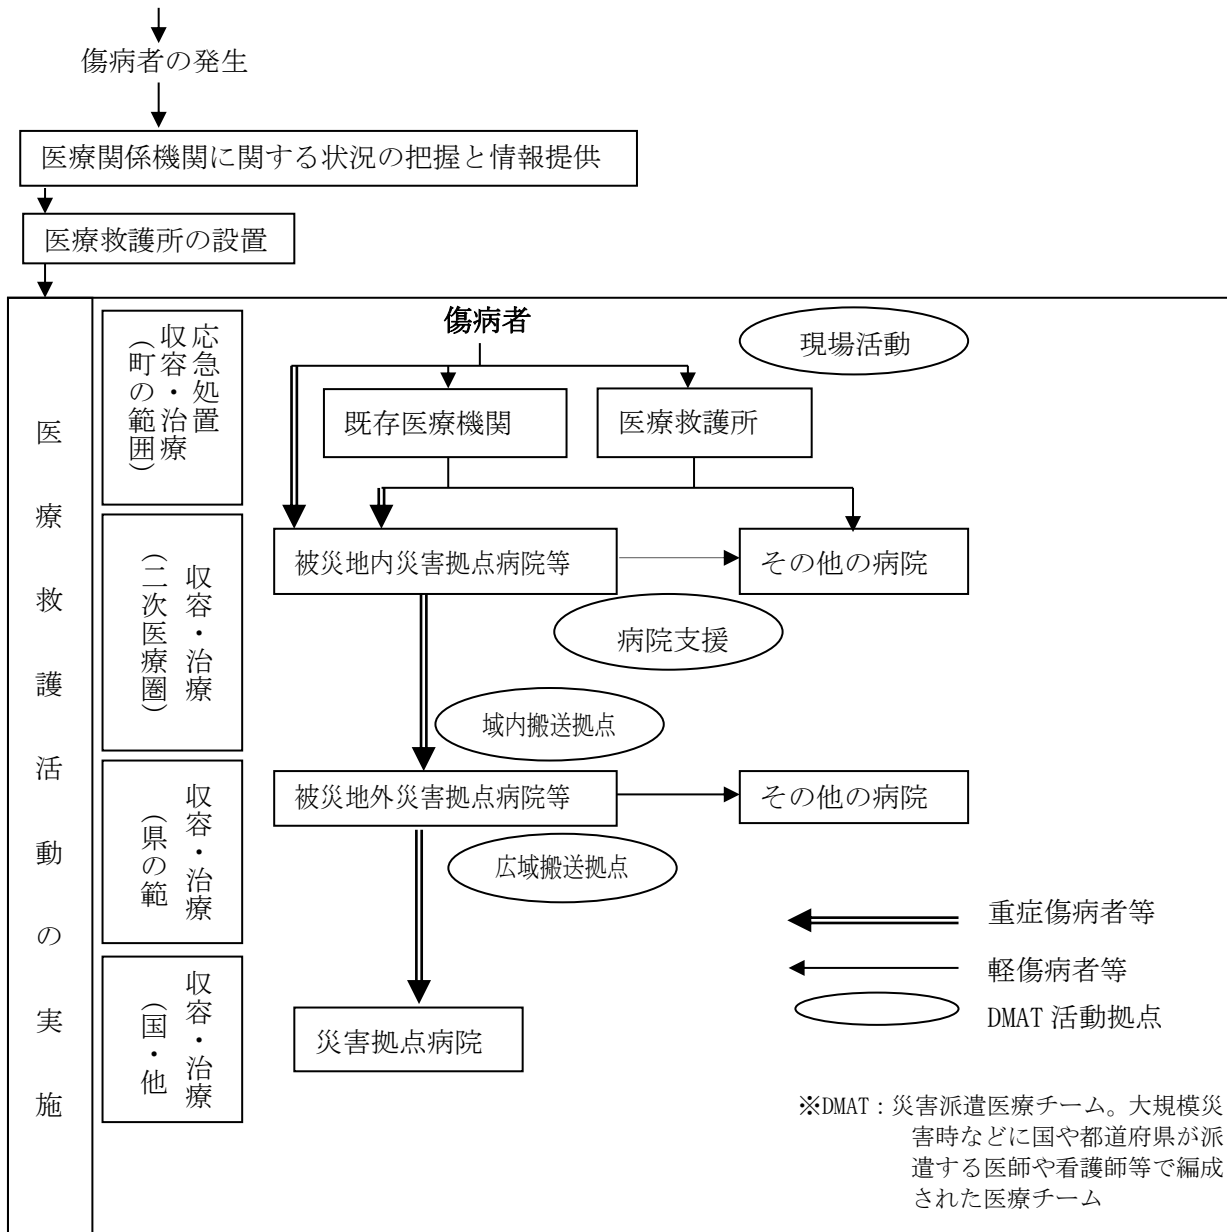 傷病者の発生
医療関係機関に関する状況の把握と情報提供
医療救護所の設置
医療救護活動の実施
応急処置
収容・治療
(町の範囲)
傷病者
現場活動
既存医療機関
医療救護所
収容・治療
(二次医療圏)
被災地内災害拠点病院等
その他の病院
病院支援
域内搬送拠点
収容・治療
(県の範
被災地外災害拠点病院等
その他の病院
広域搬送拠点
収容・治療
(国・他
災害拠点病院
重症傷病者等
軽傷病者等
DMAT 活動拠点
※DMAT：災害派遣医療チーム。大規模災
害時などに国や都道府県が派
遣する医師や看護師等で編成
された医療チーム